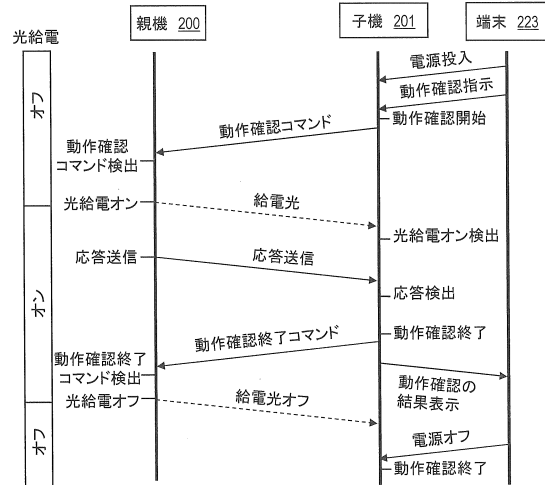 親機 200
子機 201
端末 223
光給電
オフ
オン
オフ
電源投入
動作確認指示
動作確認開始
動作確認コマンド
動作確認
コマンド検出
光給電オン
給電光
光給電オン検出
応答送信
応答送信
応答検出
動作確認終了
動作確認終了コマンド
動作確認終了
コマンド検出
動作確認の
結果表示
光給電オフ
給電光オフ
電源オフ
動作確認終了